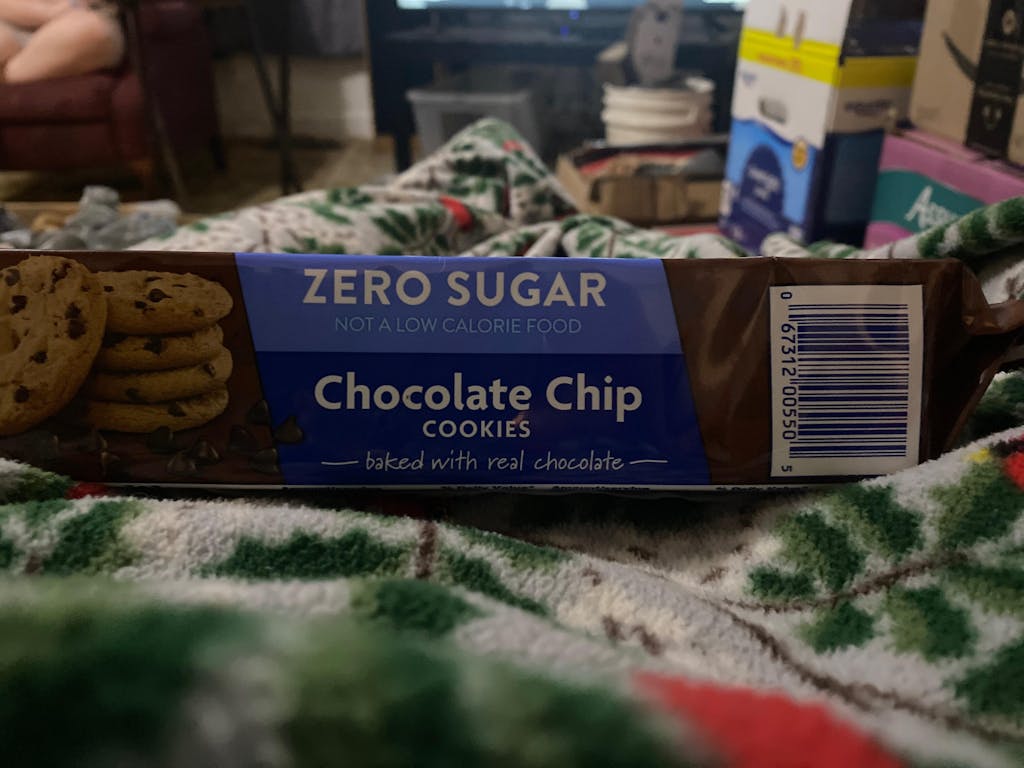 ZERO SUGAR
NOT A LOW CALORIE FOOD
Chocolate Chip
COOKIES
baked with real chocolate
0 67312 00550 5